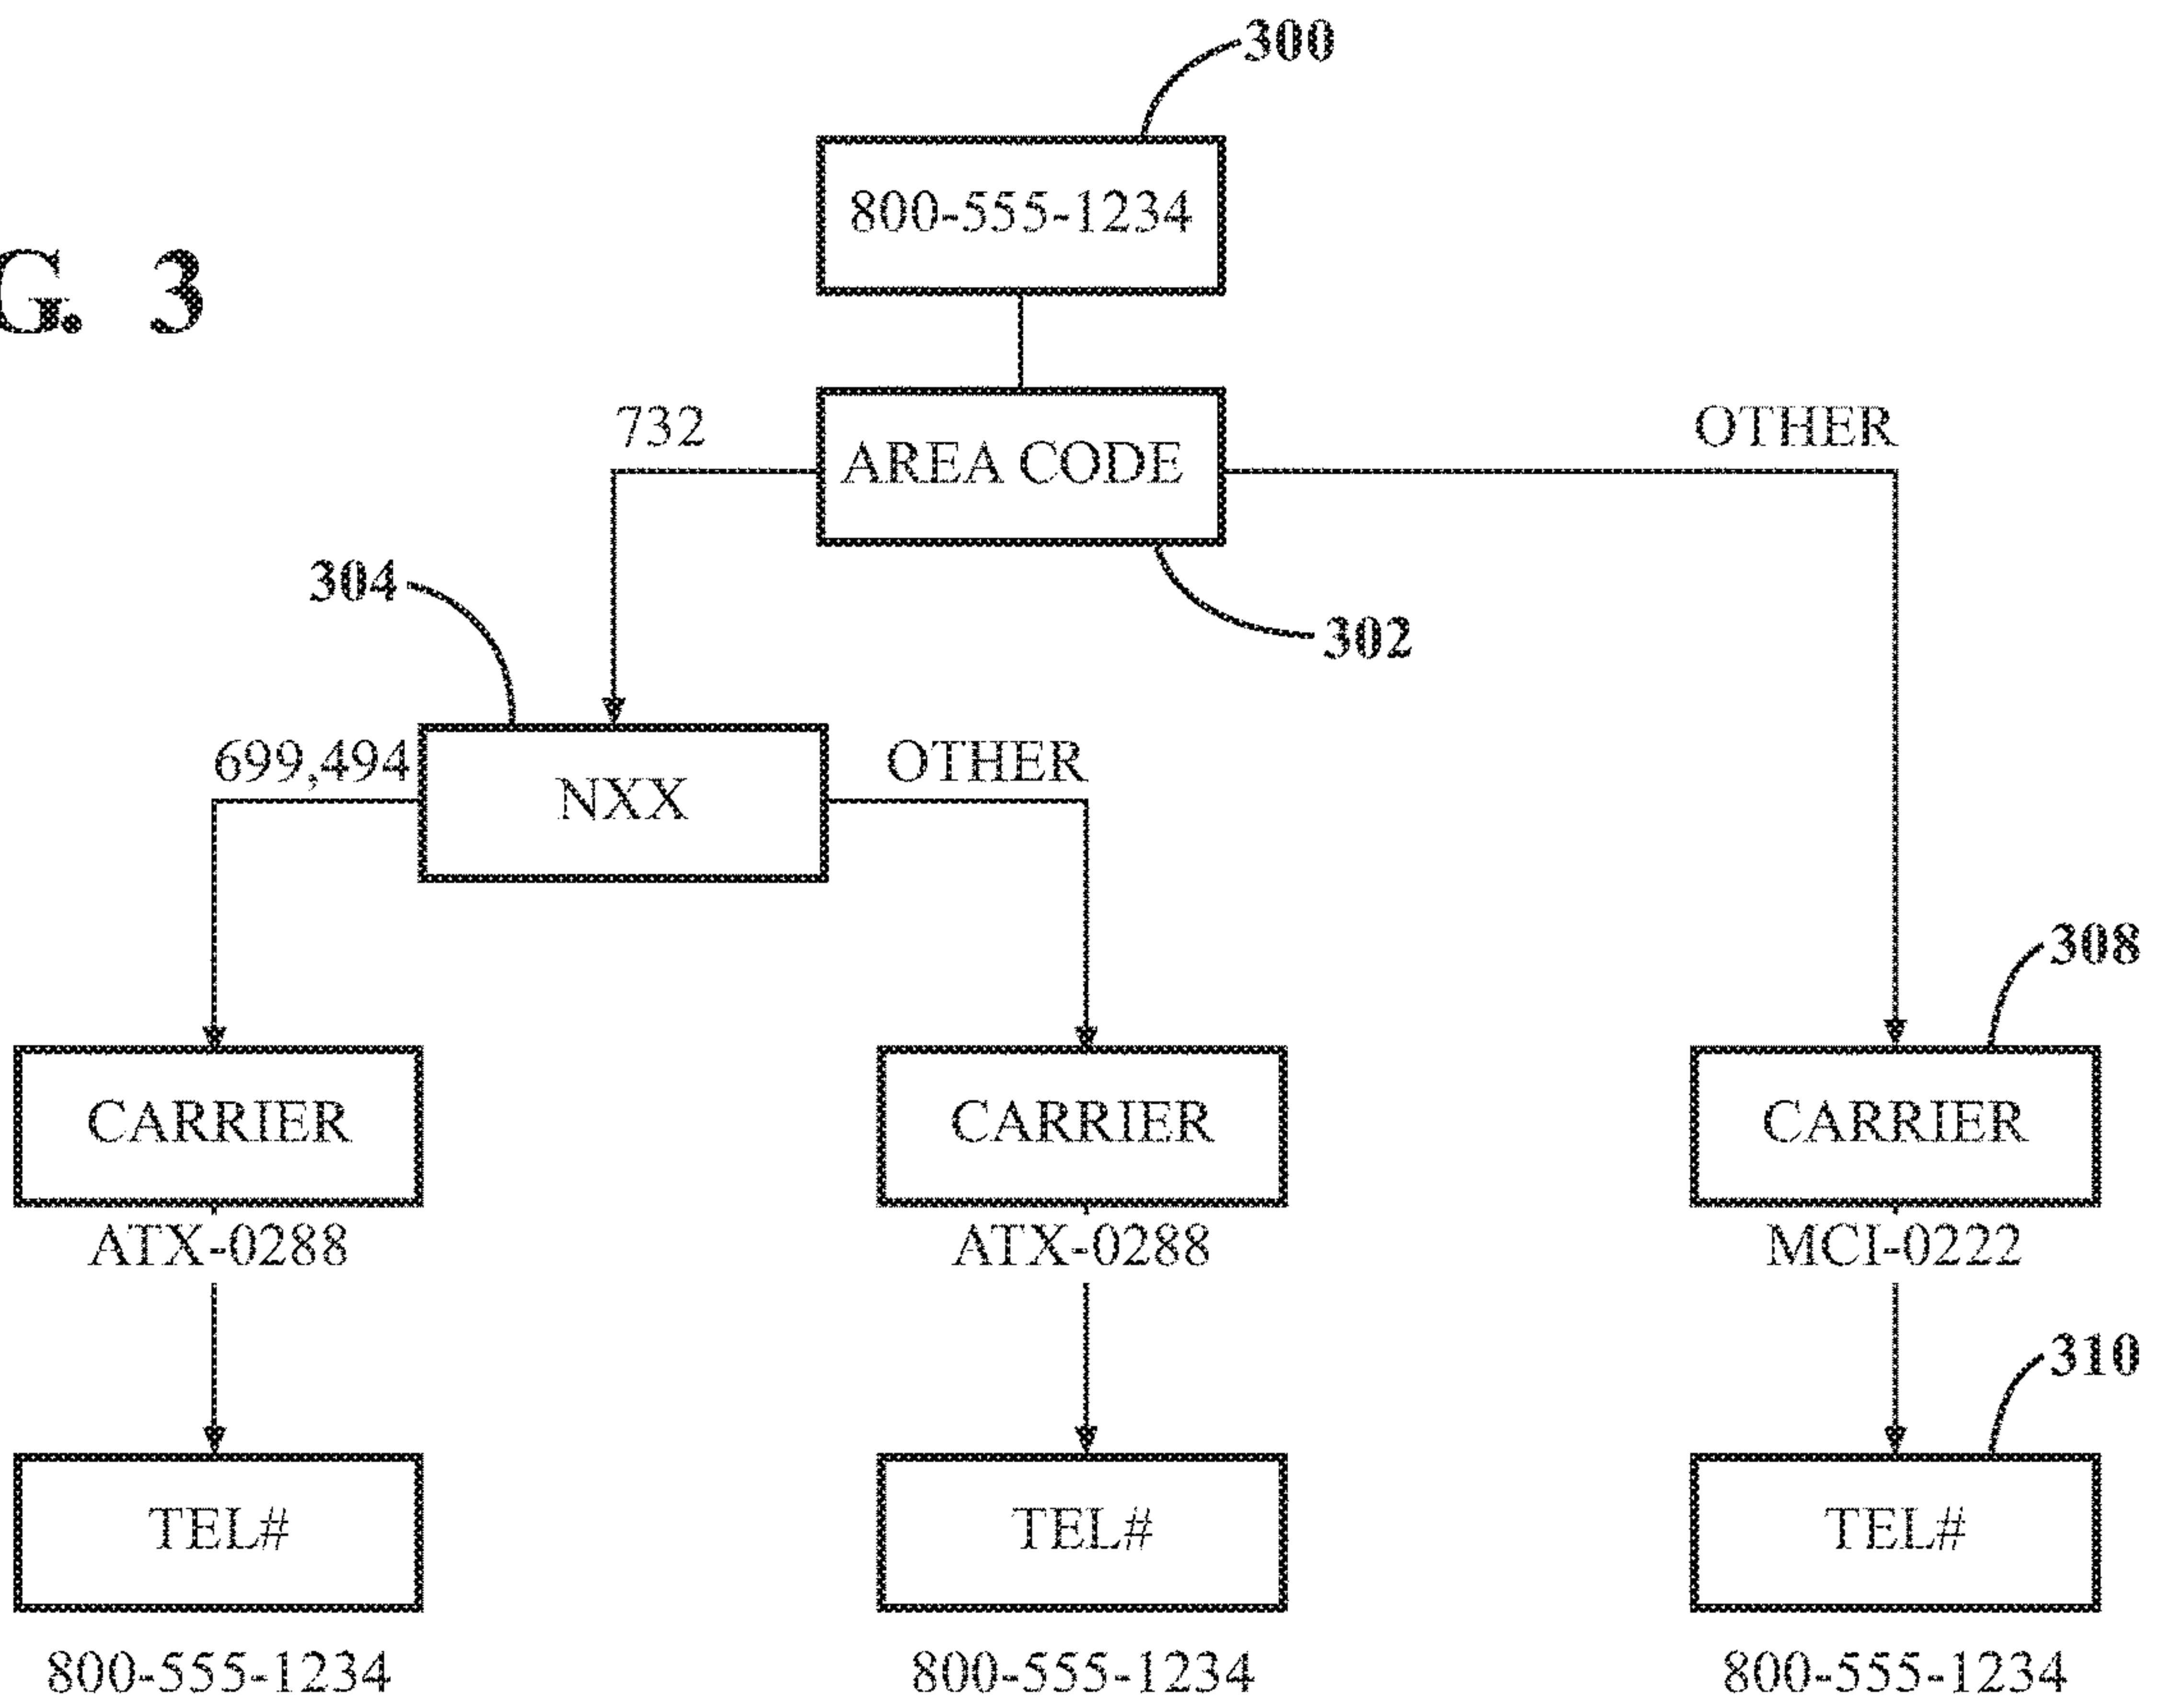 300
800-555-1234
G. 3
732
AREA CODE
OTHER
304
302
699,494
NXX
OTHER
308
CARRIER
CARRIER
CARRIER
ATX-0288
ATX-0288
MCI-0222
310
TEL#
TEL#
TEL#
800-555-1234
800-555-1234
800-555-1234